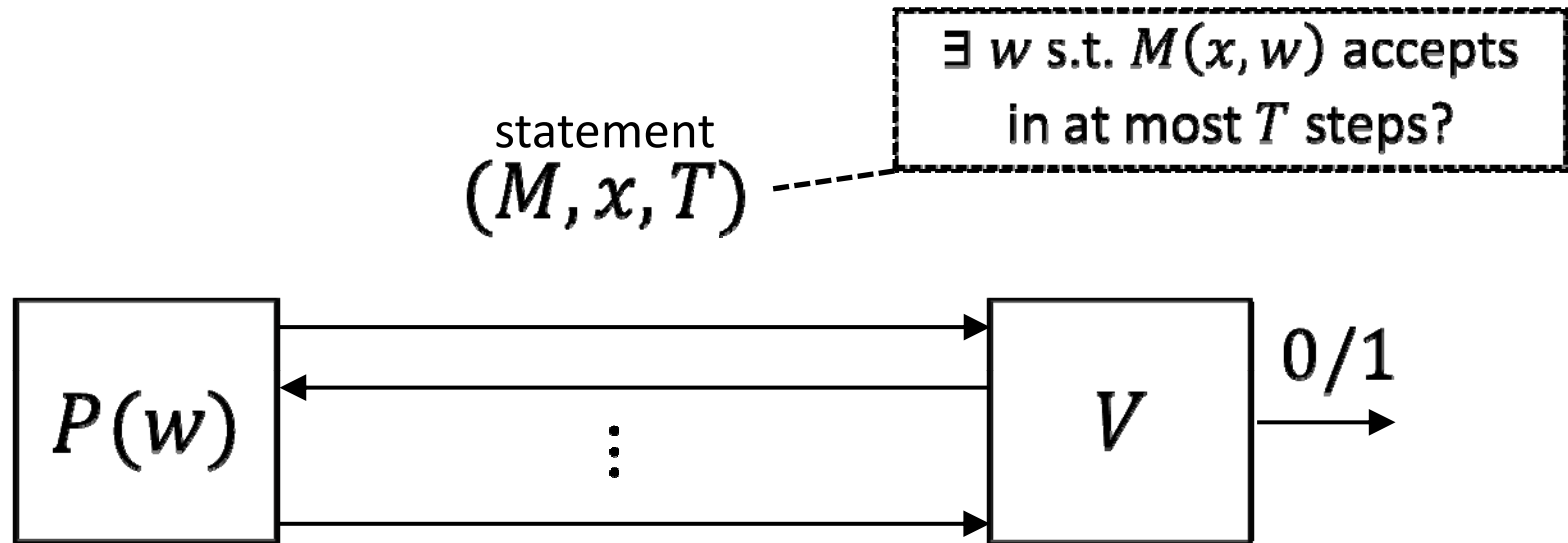 ∃ w s.t. M(x, w) accepts
in at most T steps?
statement
(M, x, T)
P(w)
⋮
V
0/1